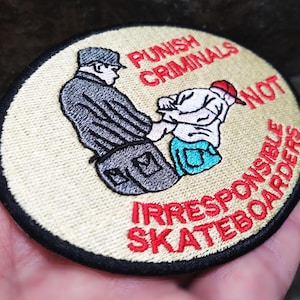 PUNISH
CRIMINALS
NOT
IRRESPONSIBLE
SKATEBOARDERS